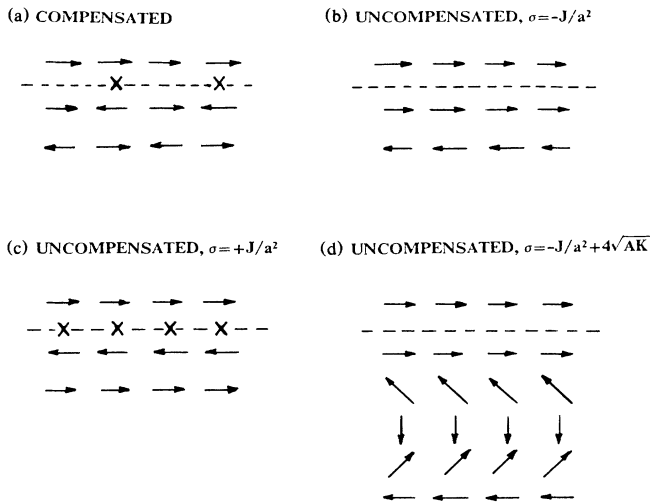 (a) COMPENSATED
(b) UNCOMPENSATED, σ=-J/a²
(c) UNCOMPENSATED, σ=+J/a²
(d) UNCOMPENSATED, σ=-J/a²+4√AK